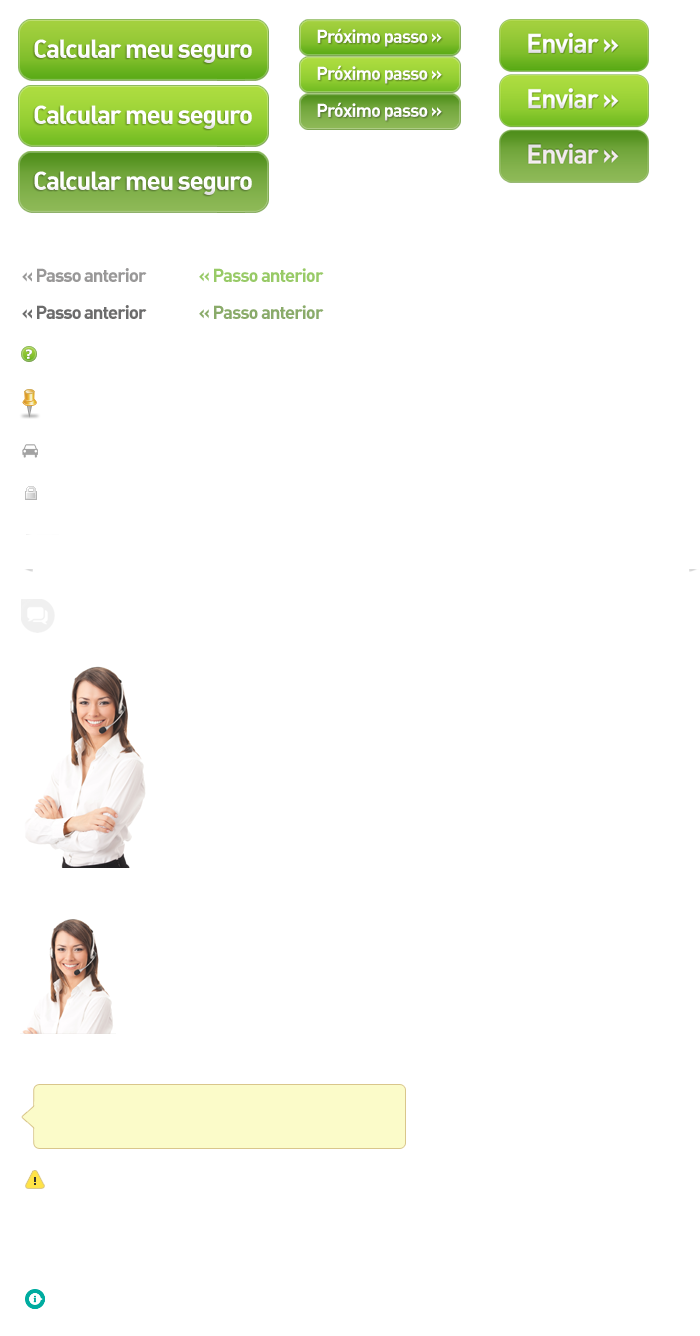 Calcular meu seguro
Próximo passo ››
Enviar ››
Calcular meu seguro
Próximo passo ››
Enviar ››
Calcular meu seguro
Próximo passo ››
Enviar ››
‹‹ Passo anterior
‹‹ Passo anterior
‹‹ Passo anterior
‹‹ Passo anterior
?
!
i